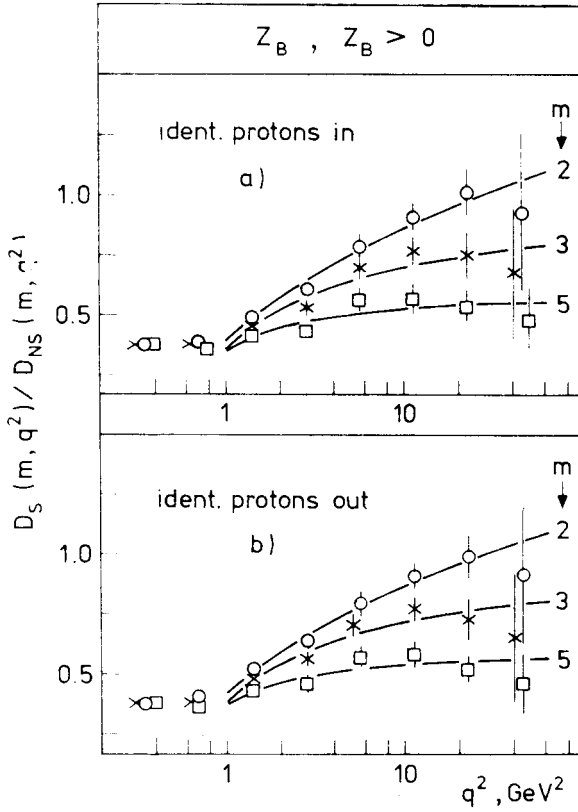 Z_B , Z_B > 0
ident. protons in
a)
m
2
3
5
1.0
0.5
1
10
ident. protons out
b)
m
2
3
5
1.0
0.5
1
10
q², GeV²
D_S (m, q²) / D_NS (m, q²)